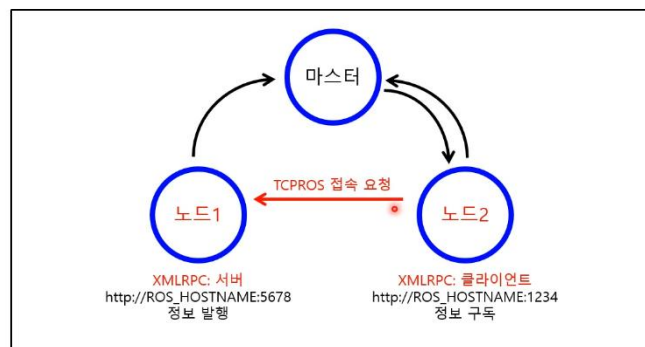 마스터
TCPROS 접속 요청
노드1
노드2
XMLRPC: 서버
http://ROS_HOSTNAME:5678
정보 발행
XMLRPC: 클라이언트
http://ROS_HOSTNAME:1234
정보 구독